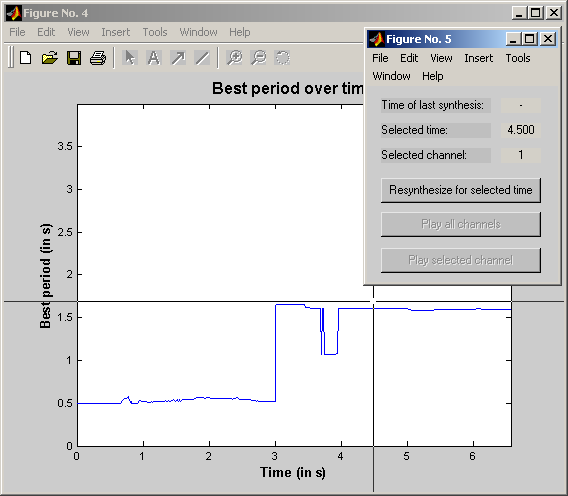 Figure No. 4
File Edit View Insert Tools Window Help
Best period over tim
Figure No. 5
File Edit View Insert Tools
Window Help
Time of last synthesis: -
Selected time: 4.500
Selected channel: 1
Resynthesize for selected time
Play all channels
Play selected channel
Best period (in s)
3.5
3
2.5
2
1.5
1
0.5
0
0 1 2 3 4 5 6
Time (in s)